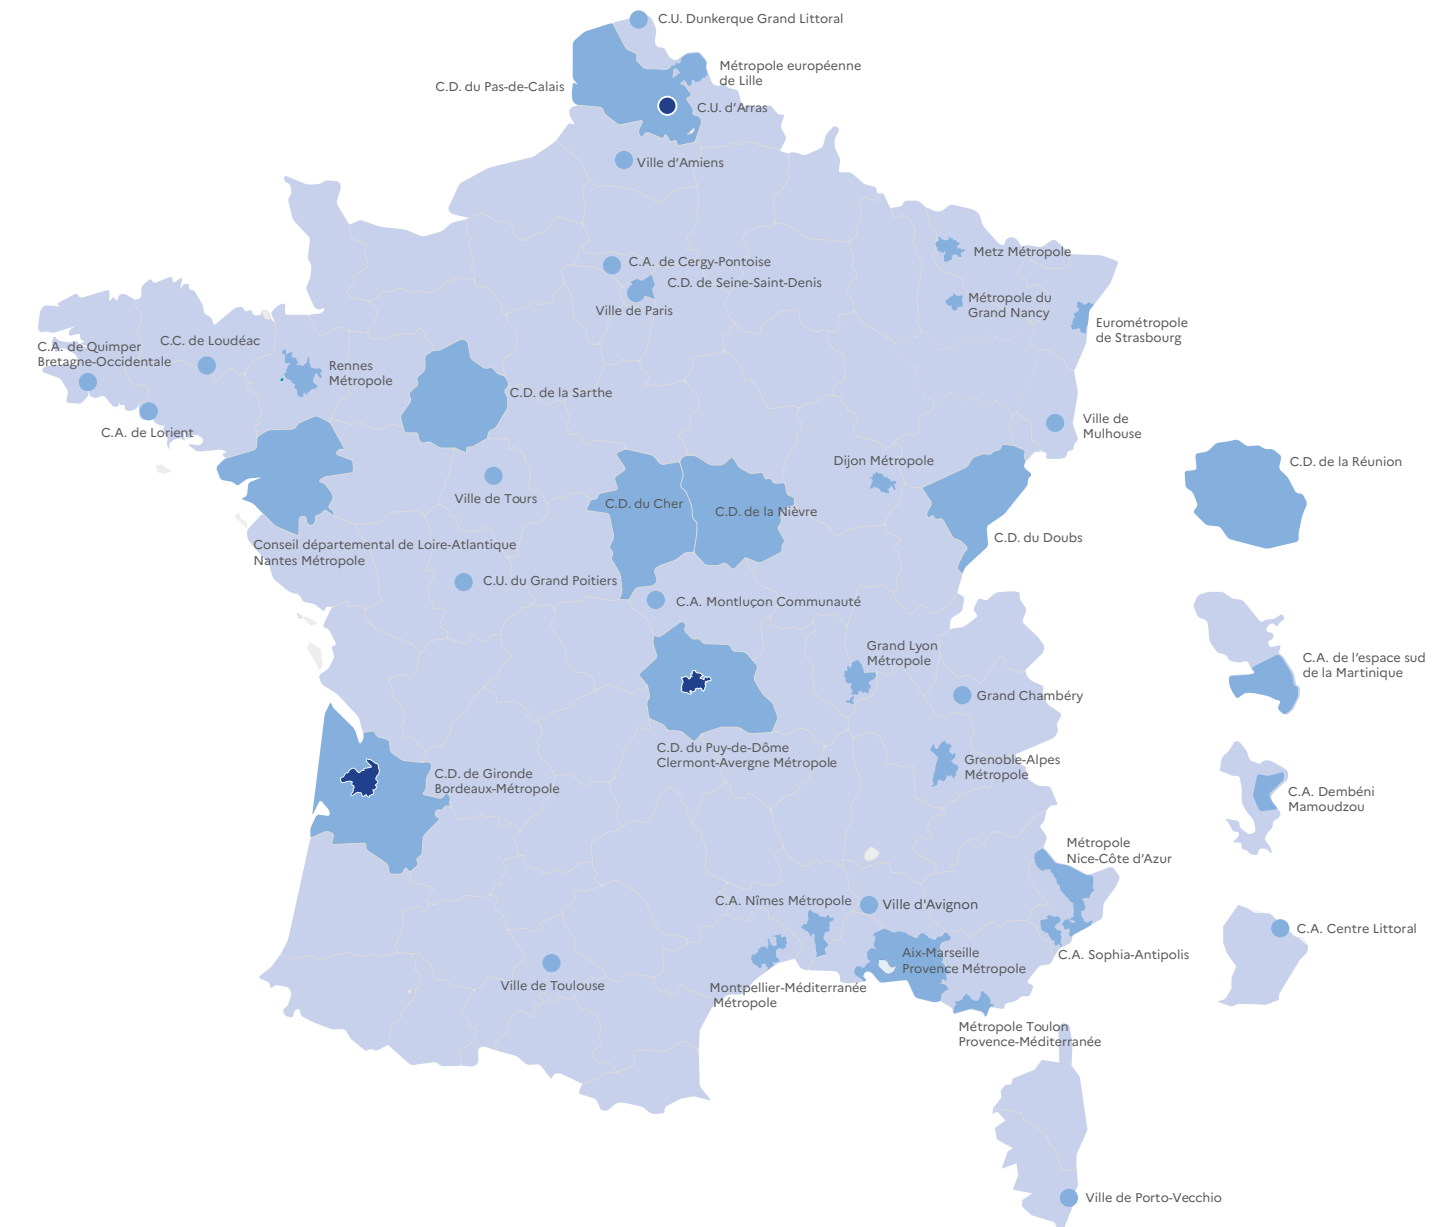 C.U. Dunkerque Grand Littoral
Métropole européenne
de Lille
C.D. du Pas-de-Calais
C.U. d'Arras
Ville d'Amiens
Metz Métropole
C.A. de Cergy-Pontoise
C.D. de Seine-Saint-Denis
Ville de Paris
Métropole du
Grand Nancy
Eurométropole
de Strasbourg
C.A. de Quimper
Bretagne-Occidentale
C.C. de Loudéac
Rennes
Métropole
C.D. de la Sarthe
C.A. de Lorient
Ville de
Mulhouse
Dijon Métropole
C.D. de la Réunion
Ville de Tours
C.D. du Cher
C.D. de la Nièvre
C.D. du Doubs
Conseil départemental de Loire-Atlantique
Nantes Métropole
C.U. du Grand Poitiers
C.A. Montluçon Communauté
Grand Lyon
Métropole
C.A. de l'espace sud
de la Martinique
Grand Chambéry
C.D. du Puy-de-Dôme
Clermont-Avergne Métropole
Grenoble-Alpes
Métropole
C.D. de Gironde
Bordeaux-Métropole
C.A. Dembéni
Mamoudzou
Métropole
Nice-Côte d'Azur
C.A. Nîmes Métropole
Ville d'Avignon
C.A. Centre Littoral
Aix-Marseille
Provence Métropole
C.A. Sophia-Antipolis
Ville de Toulouse
Montpellier-Méditerranée
Métropole
Métropole Toulon
Provence-Méditerranée
Ville de Porto-Vecchio